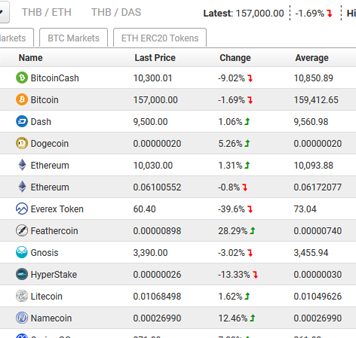 THB / ETH THB / DAS Latest: 157,000.00 -1.69% Hi
arkets BTC Markets ETH ERC20 Tokens
Name Last Price Change Average
BitcoinCash 10,300.01 -9.02% 10,850.89
Bitcoin 157,000.00 -1.69% 159,412.65
Dash 9,500.00 1.06% 9,560.98
Dogecoin 0.00000020 5.26% 0.00000020
Ethereum 10,030.00 1.31% 10,093.88
Ethereum 0.06100552 -0.8% 0.06172077
Everex Token 60.40 -39.6% 73.04
Feathercoin 0.00000898 28.29% 0.00000740
Gnosis 3,390.00 -3.02% 3,455.94
HyperStake 0.00000026 -13.33% 0.00000030
Litecoin 0.01068498 1.62% 0.01049626
Namecoin 0.00026990 12.46% 0.00026990